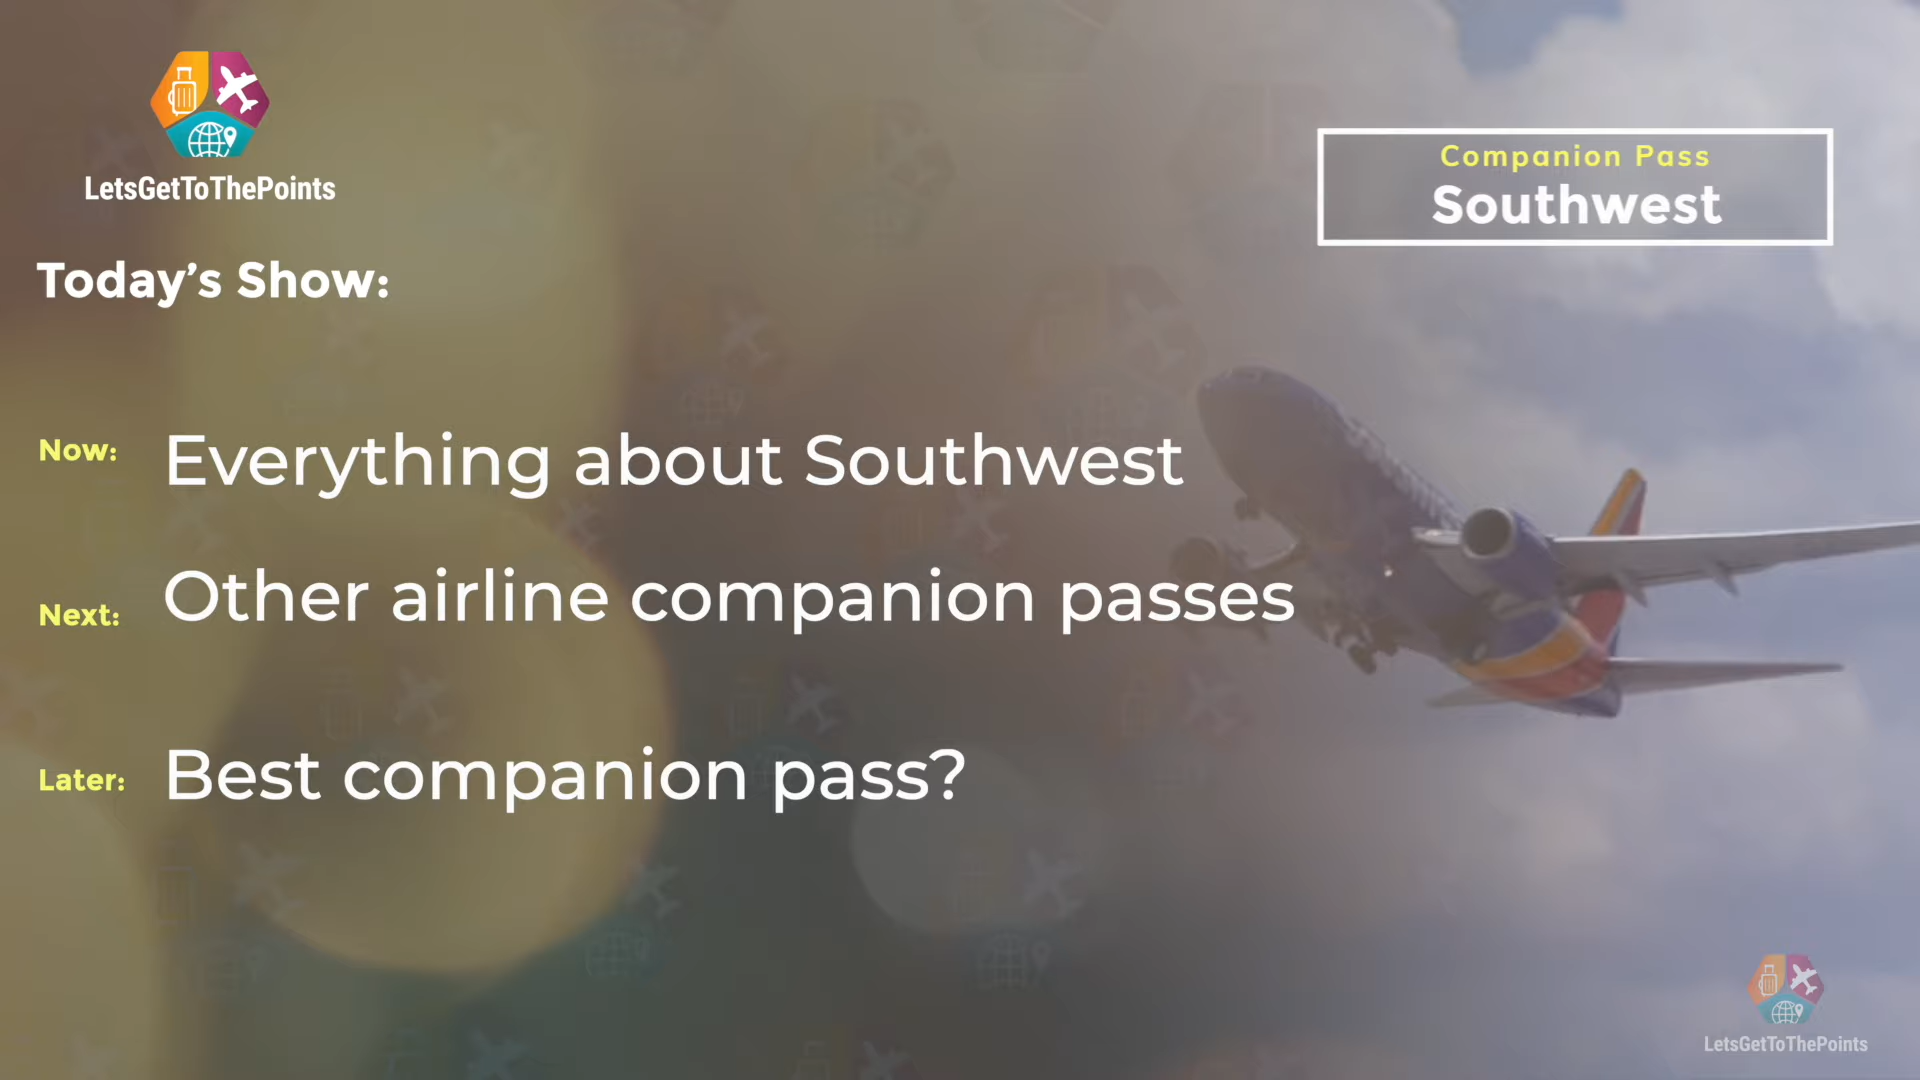 LetsGetToThePoints
Companion Pass
Southwest
Today's Show:
Now: Everything about Southwest
Next: Other airline companion passes
Later: Best companion pass?
LetsGetToThePoints